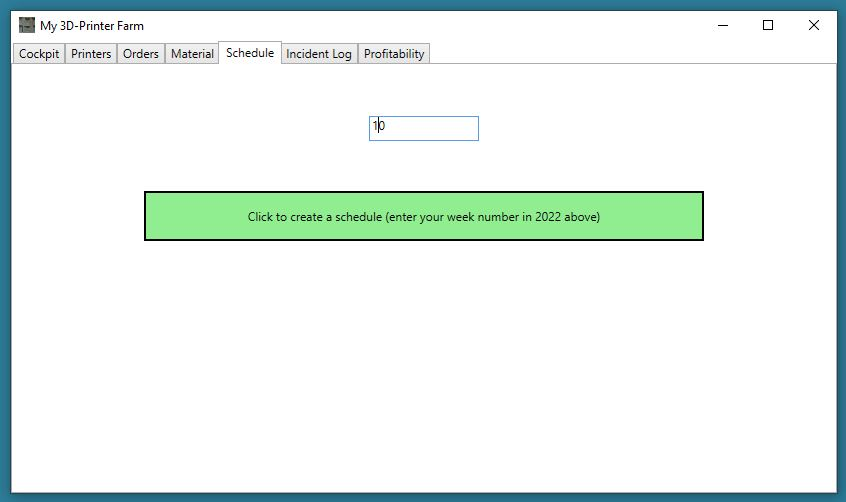 My 3D-Printer Farm
Cockpit Printers Orders Material Schedule Incident Log Profitability
10
Click to create a schedule (enter your week number in 2022 above)